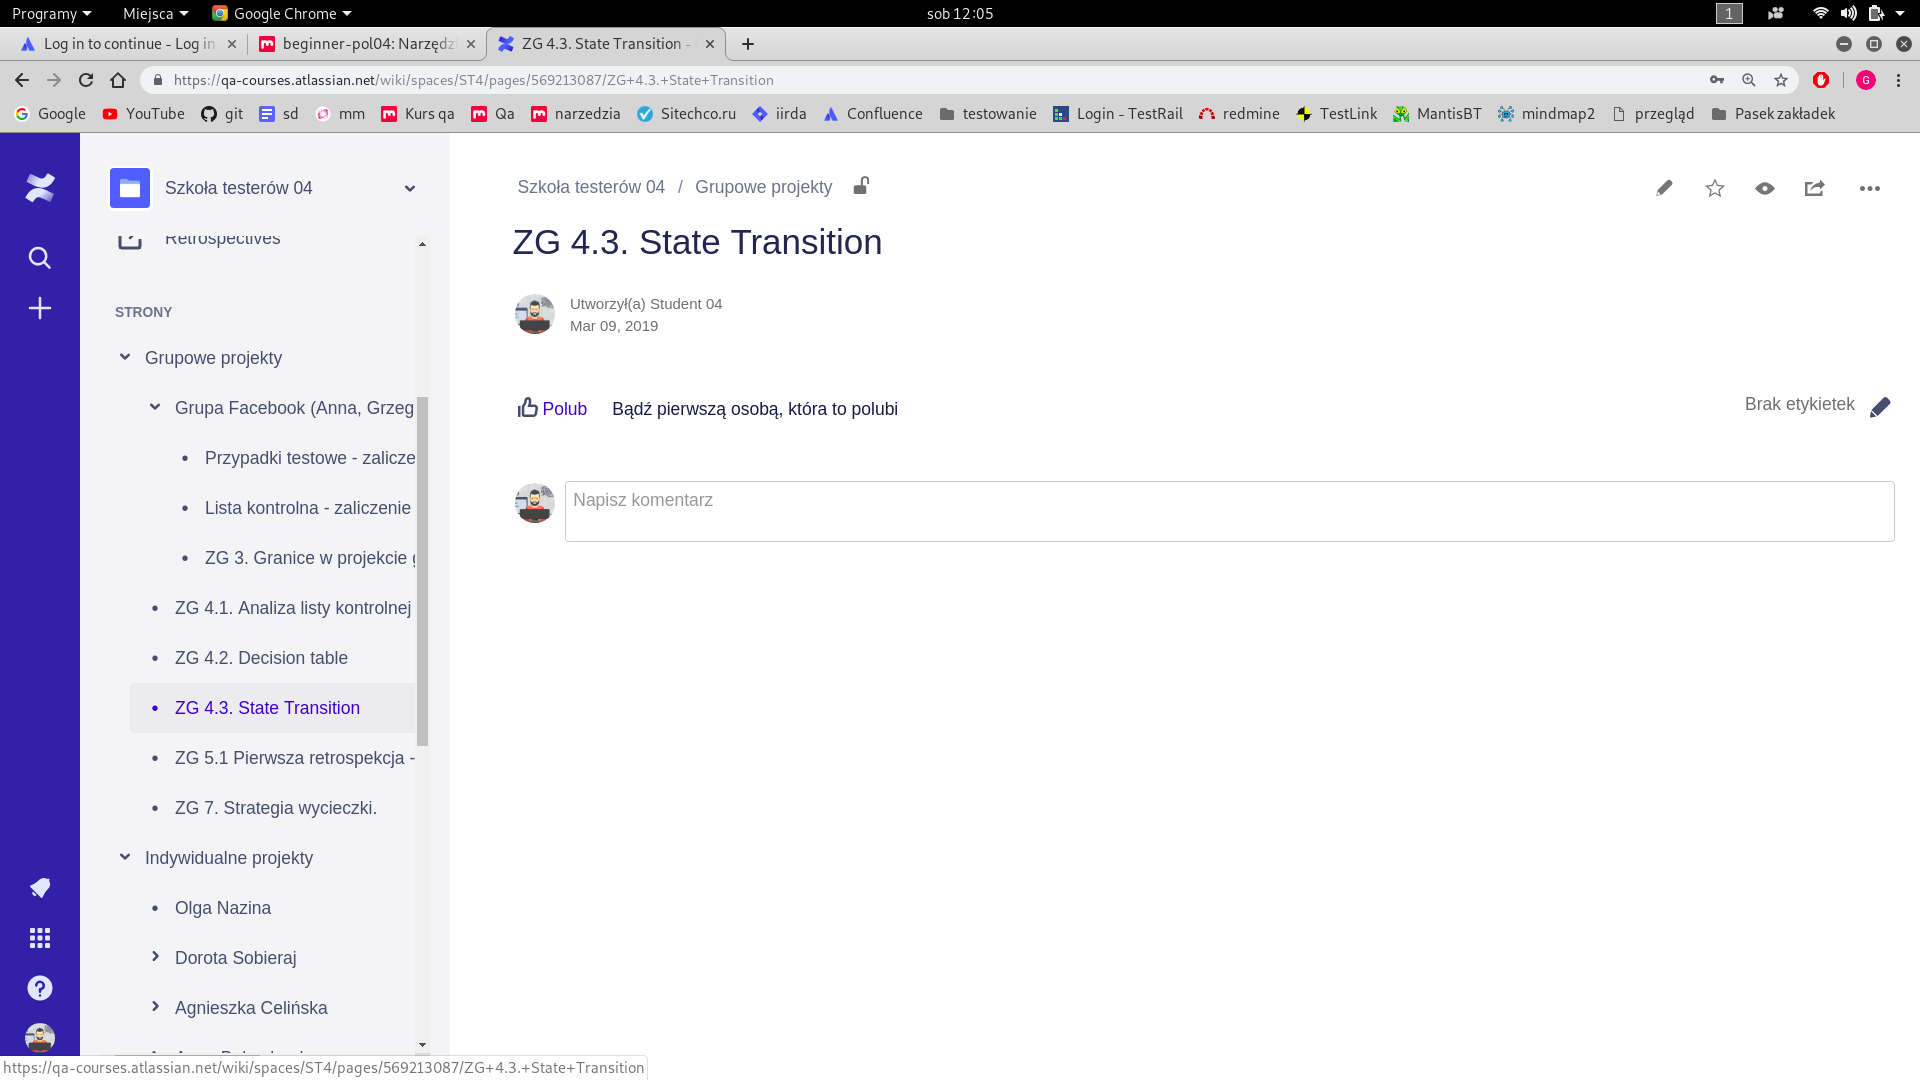 Programy Miejsca Google Chrome sob 12:05 1
Log in to continue - Log in beginner-pol04: Narzędzi ZG 4.3. State Transition -
https://qa-courses.atlassian.net/wiki/spaces/ST4/pages/569213087/ZG+4.3.+State+Transition G
Google YouTube git sd mm Kurs qa Qa narzedzia Sitechco.ru iirda Confluence testowanie Login - TestRail redmine TestLink MantisBT mindmap2 przegląd Pasek zakładek
Szkoła testerów 04
Retrospectives
STRONY
Grupowe projekty
Grupa Facebook (Anna, Grzeg
Przypadki testowe - zalicze
Lista kontrolna - zaliczenie
ZG 3. Granice w projekcie g
ZG 4.1. Analiza listy kontrolnej
ZG 4.2. Decision table
ZG 4.3. State Transition
ZG 5.1 Pierwsza retrospekcja -
ZG 7. Strategia wycieczki.
Indywidualne projekty
Olga Nazina
Dorota Sobieraj
Agnieszka Celińska
Szkoła testerów 04 / Grupowe projekty
ZG 4.3. State Transition
Utworzył(a) Student 04
Mar 09, 2019
Polub Bądź pierwszą osobą, która to polubi
Brak etykietek
Napisz komentarz
https://qa-courses.atlassian.net/wiki/spaces/ST4/pages/569213087/ZG+4.3.+State+Transition